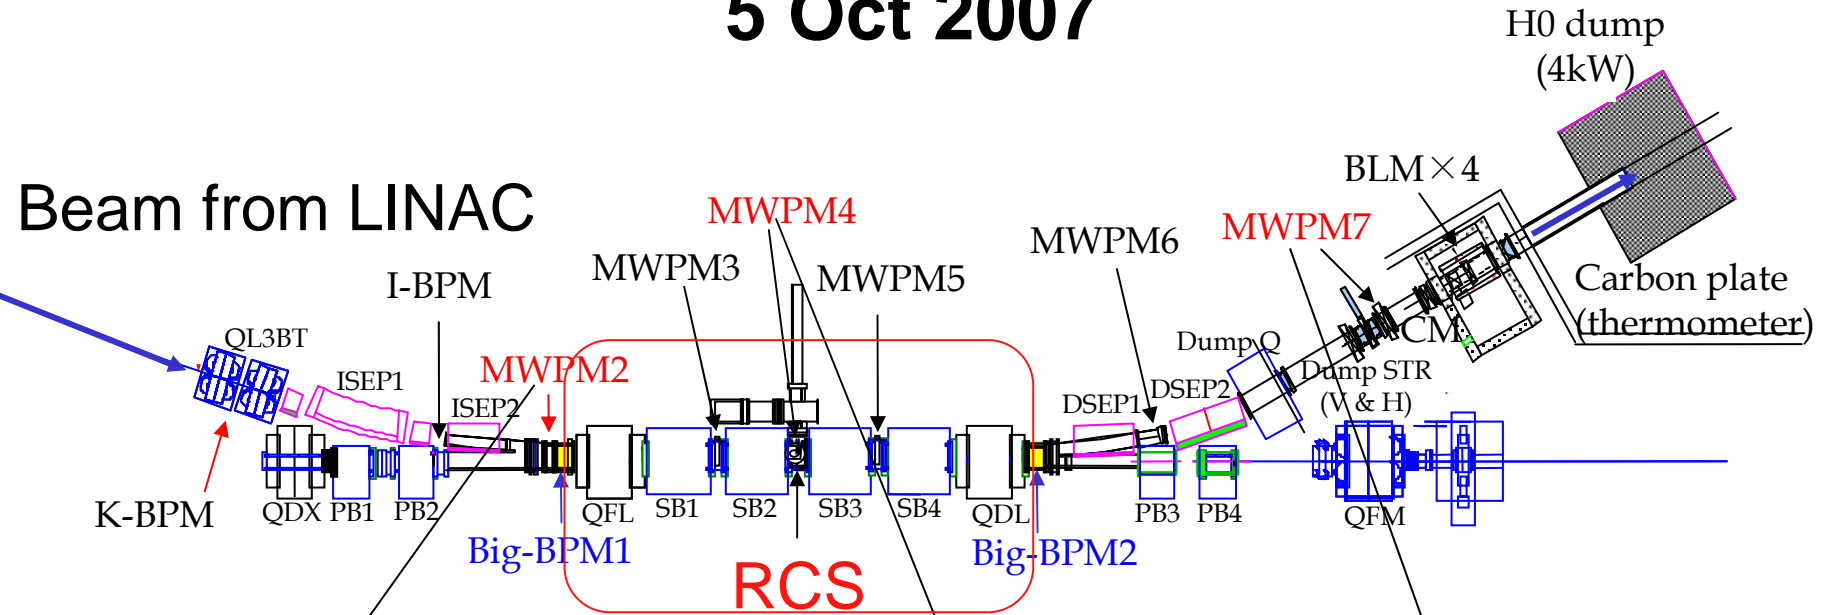 5 Oct 2007
H0 dump
(4kW)
BLM×4
Beam from LINAC
MWPM4
MWPM7
MWPM6
MWPM3
MWPM5
I-BPM
Carbon plate
(thermometer)
CM
QL3BT
ISEP1
MWPM2
ISEP2
Dump Q
Dump STR
(V & H)
DSEP1
DSEP2
K-BPM
QDX
PB1
PB2
QFL
SB1
SB2
SB3
SB4
QDL
PB3
PB4
QFM
Big-BPM1
Big-BPM2
RCS